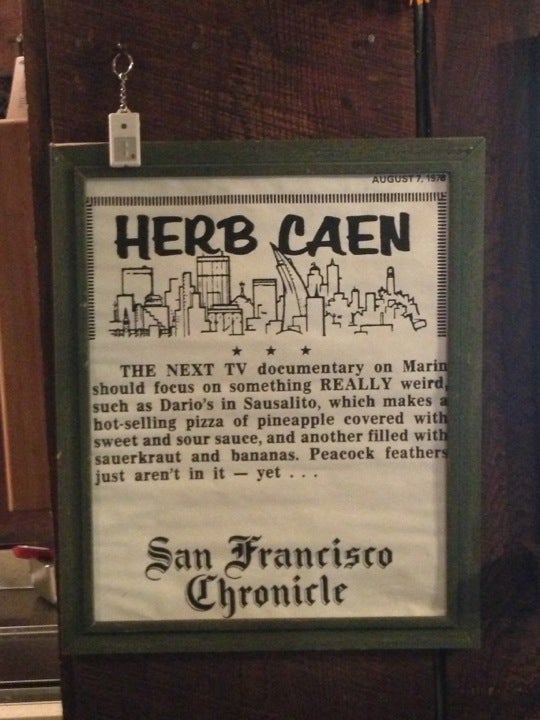 AUGUST 7, 1978
HERB CAEN
THE NEXT TV documentary on Marin
should focus on something REALLY weird,
such as Dario's in Sausalito, which makes a
hot-selling pizza of pineapple covered with
sweet and sour sauce, and another filled with
sauerkraut and bananas. Peacock feathers
just aren't in it — yet . . .
San Francisco
Chronicle